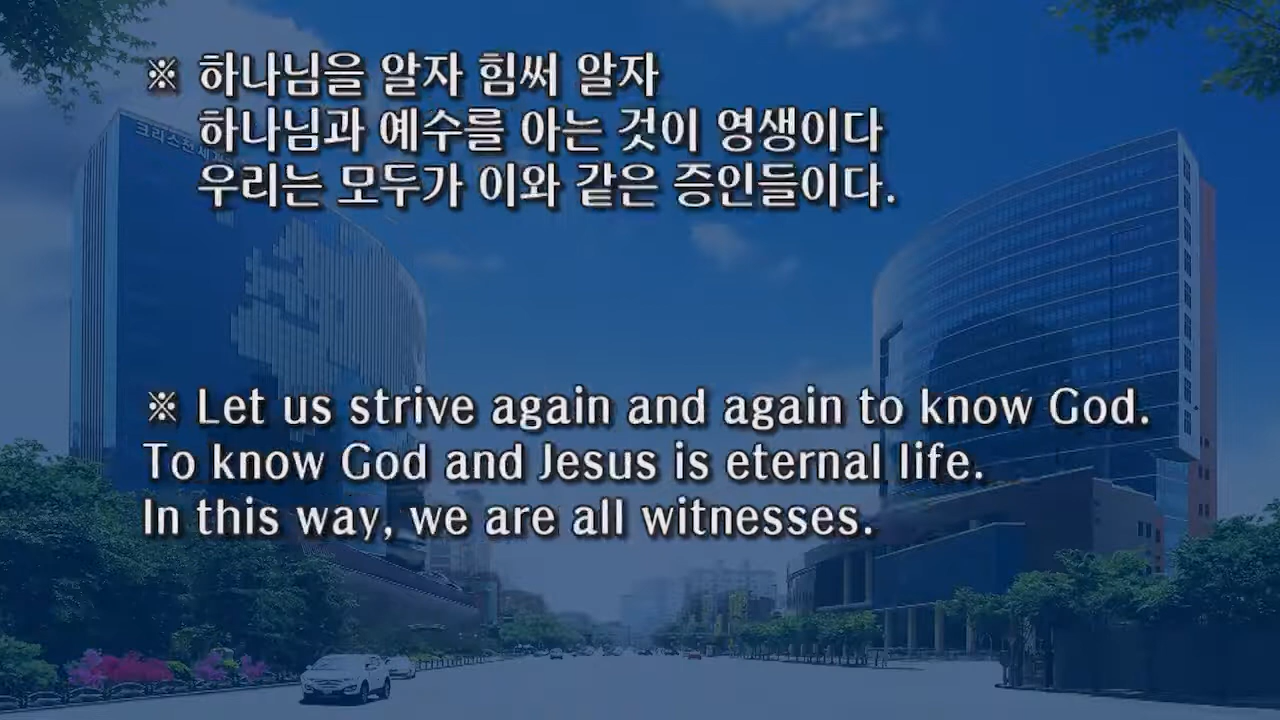 ※ 하나님을 알자 힘써 알자
하나님과 예수를 아는 것이 영생이다
우리는 모두가 이와 같은 증인들이다.
※ Let us strive again and again to know God.
To know God and Jesus is eternal life.
In this way, we are all witnesses.